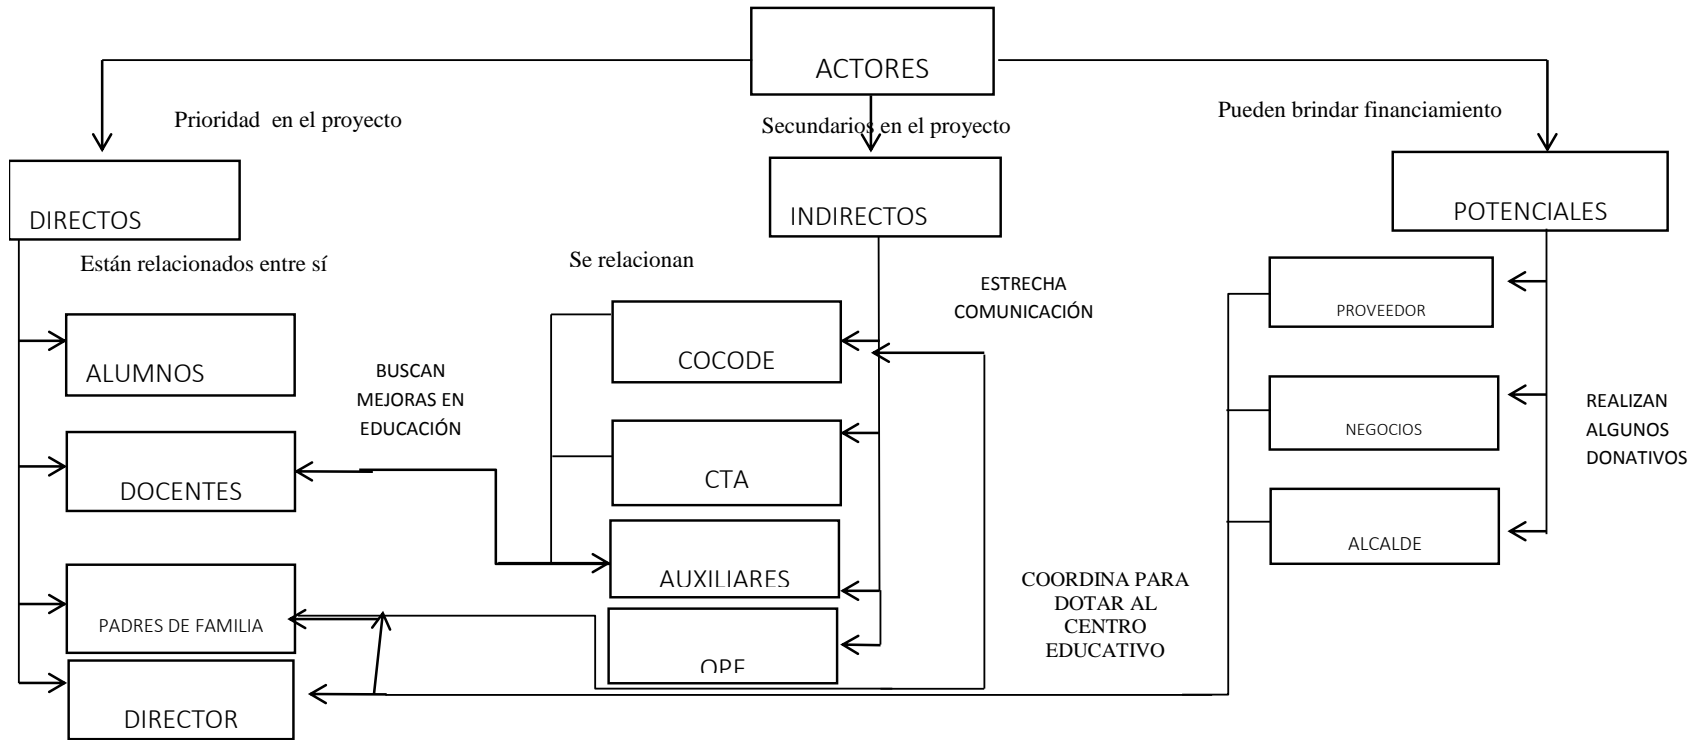 ACTORES
Prioridad en el proyecto
Secundarios en el proyecto
Pueden brindar financiamiento
DIRECTOS
INDIRECTOS
POTENCIALES
Están relacionados entre sí
Se relacionan
ESTRECHA
COMUNICACIÓN
PROVEEDOR
ALUMNOS
COCODE
BUSCAN
MEJORAS EN
EDUCACIÓN
NEGOCIOS
REALIZAN
ALGUNOS
DONATIVOS
DOCENTES
CTA
ALCALDE
AUXILIARES
COORDINA PARA
DOTAR AL
CENTRO
EDUCATIVO
PADRES DE FAMILIA
DIRECTOR